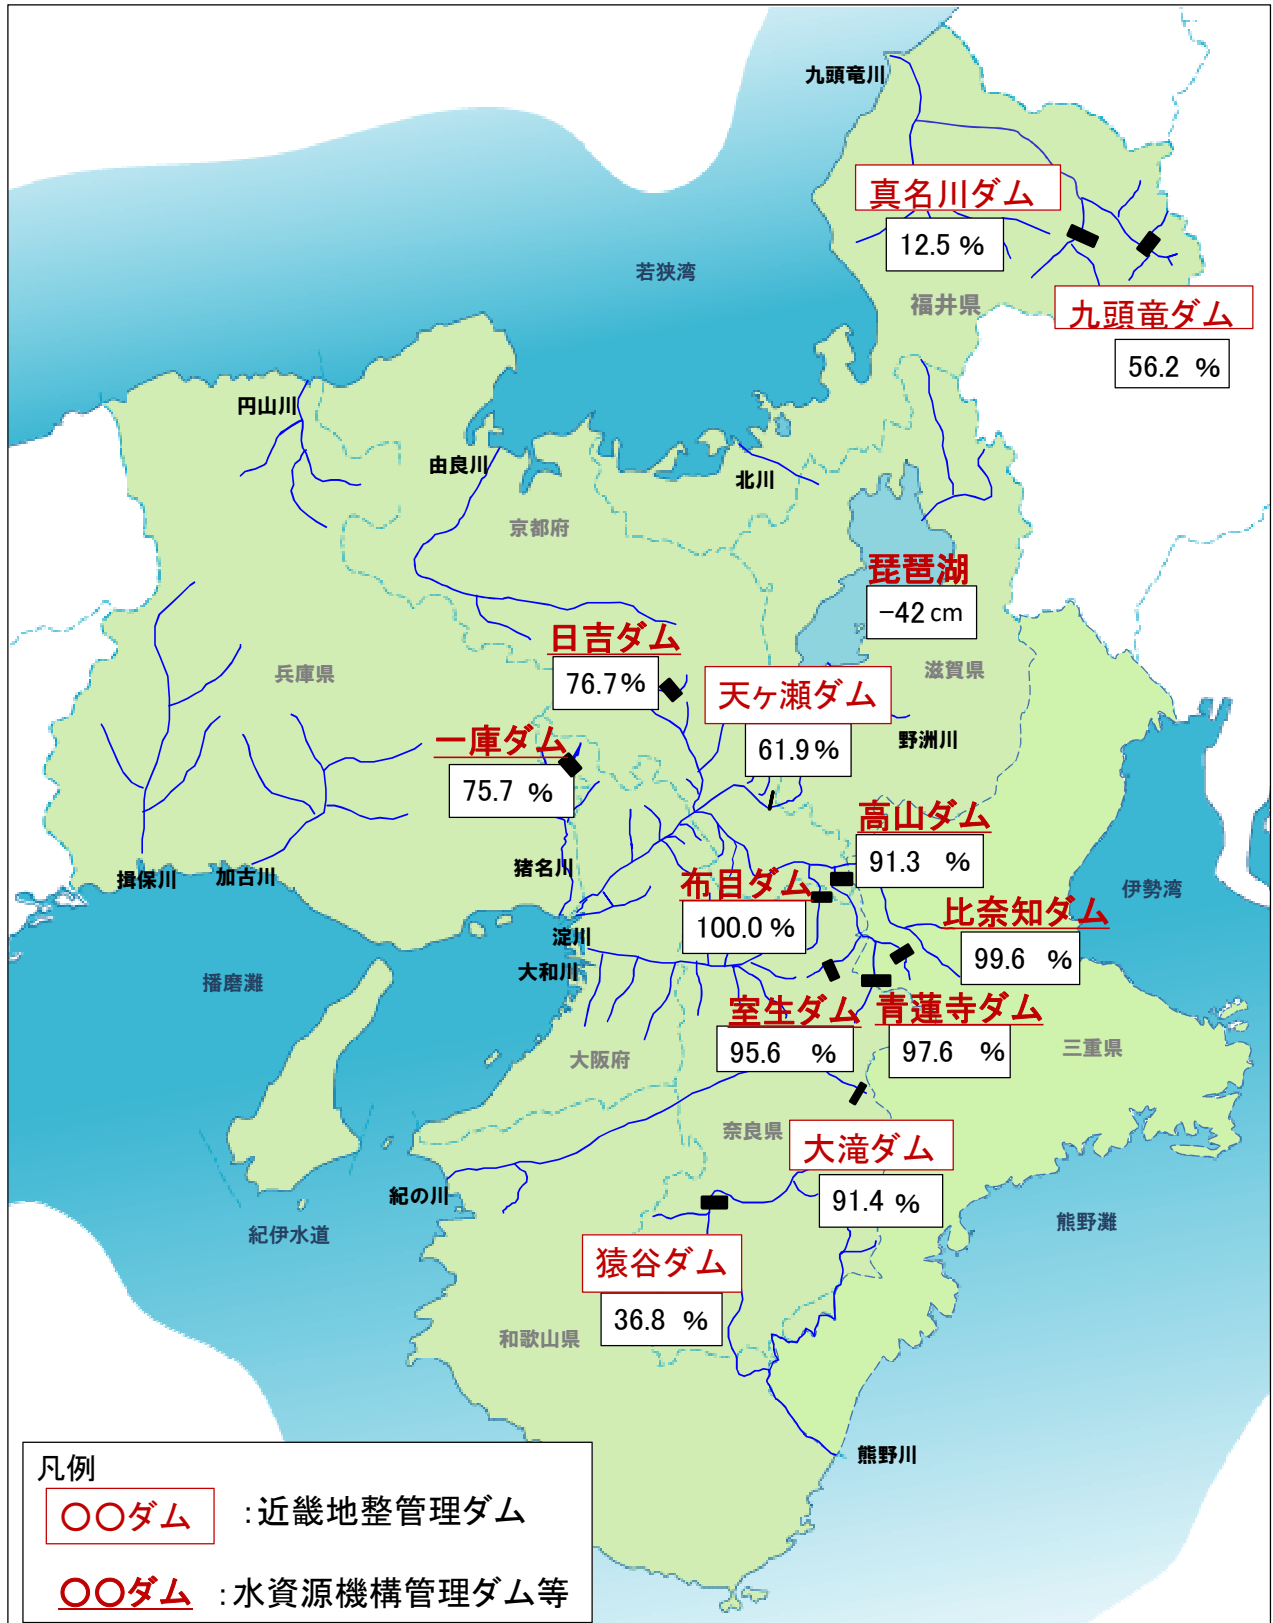 九頭竜川
真名川ダム
12.5 %
若狭湾
福井県
九頭竜ダム
56.2 %
円山川
由良川
北川
京都府
琵琶湖
-42 cm
日吉ダム
76.7%
兵庫県
滋賀県
天ヶ瀬ダム
61.9%
野洲川
一庫ダム
75.7 %
高山ダム
91.3 %
揖保川
加古川
猪名川
布目ダム
100.0 %
伊勢湾
比奈知ダム
99.6 %
淀川
大和川
播磨灘
室生ダム
95.6 %
青蓮寺ダム
97.6 %
三重県
大阪府
奈良県
大滝ダム
91.4 %
紀の川
紀伊水道
熊野灘
猿谷ダム
36.8 %
和歌山県
熊野川
凡例
〇〇ダム :近畿地整管理ダム
〇〇ダム :水資源機構管理ダム等